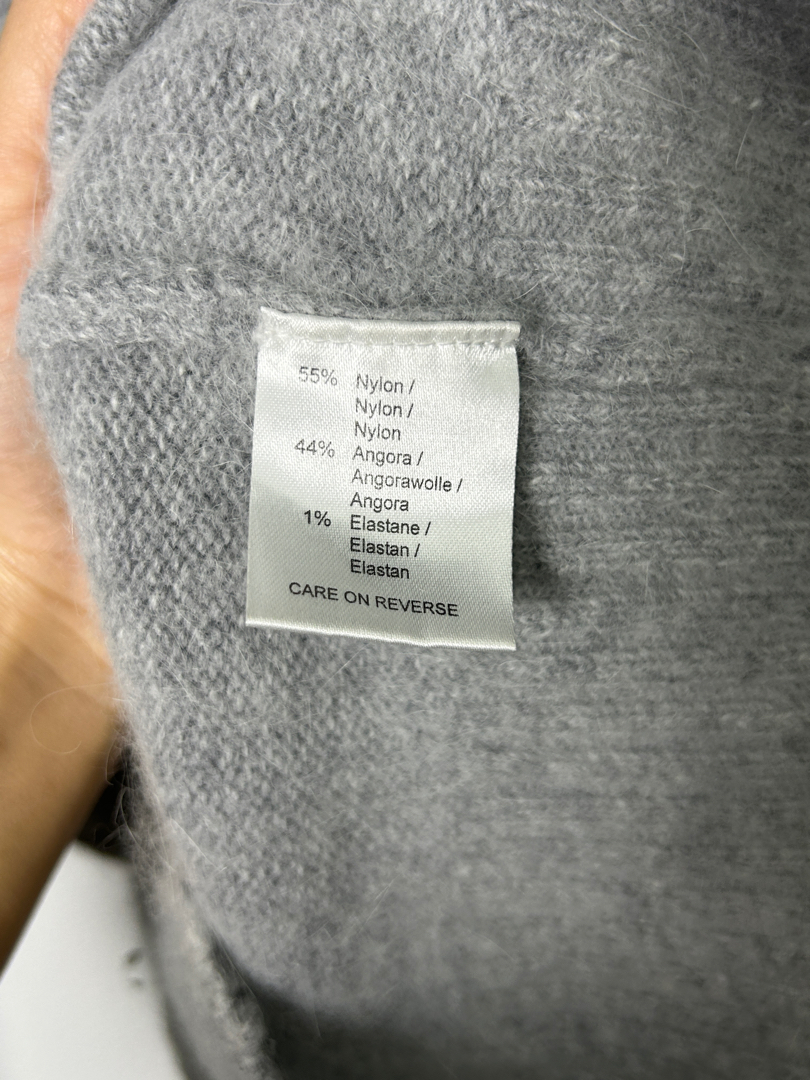 55% Nylon /
Nylon /
Nylon
44% Angora /
Angorawolle /
Angora
1% Elastane /
Elastan /
Elastan
CARE ON REVERSE